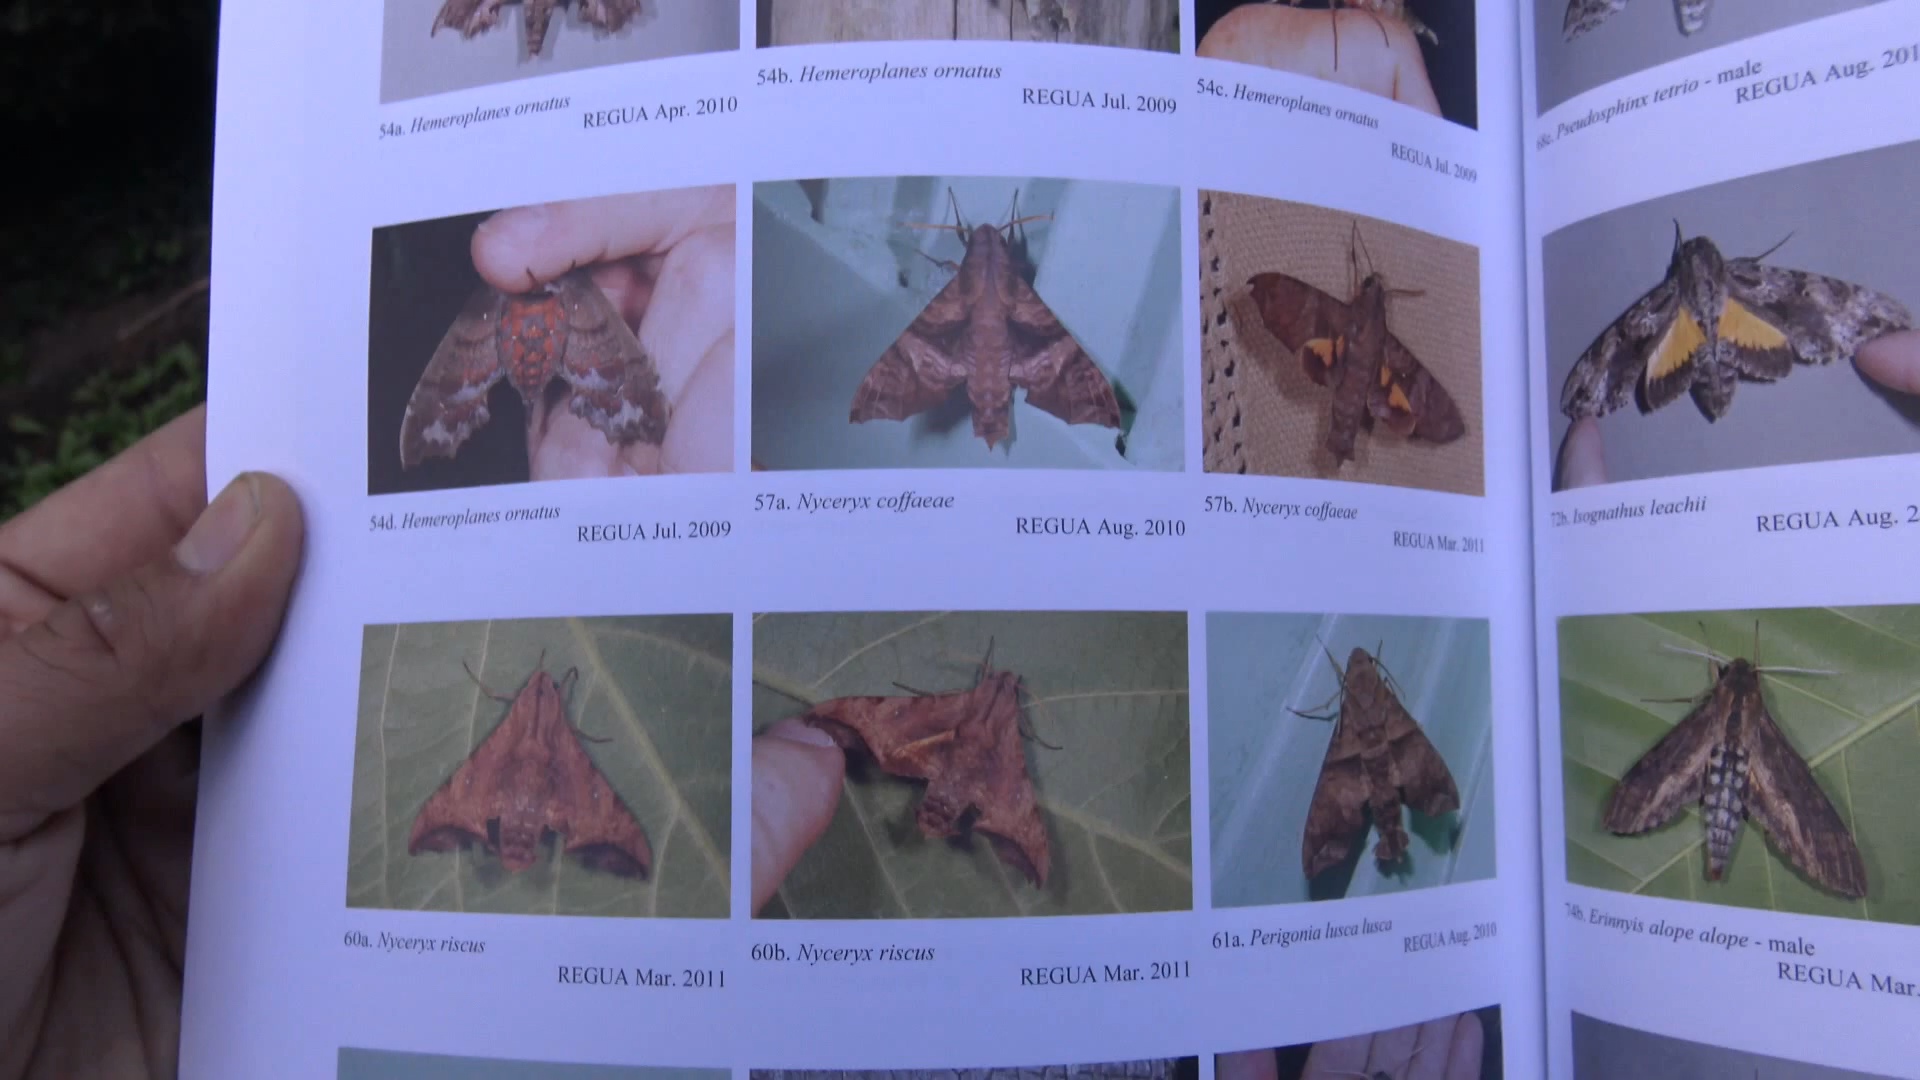 54a. Hemeroplanes ornatus
REGUA Apr. 2010
54b. Hemeroplanes ornatus
REGUA Jul. 2009
54c. Hemeroplanes ornatus
REGUA Jul. 2009
54d. Hemeroplanes ornatus
REGUA Jul. 2009
57a. Nyceryx coffaeae
REGUA Aug. 2010
57b. Nyceryx coffaeae
REGUA Mar. 2011
60a. Nyceryx riscus
REGUA Mar. 2011
60b. Nyceryx riscus
REGUA Mar. 2011
61a. Perigonia lusca lusca
REGUA Aug. 2010
Pseudosphinx tetrio - male
REGUA Aug. 201
72b. Isognathus leachii
REGUA Aug. 2
74b. Erinnyis alope alope - male
REGUA Mar.